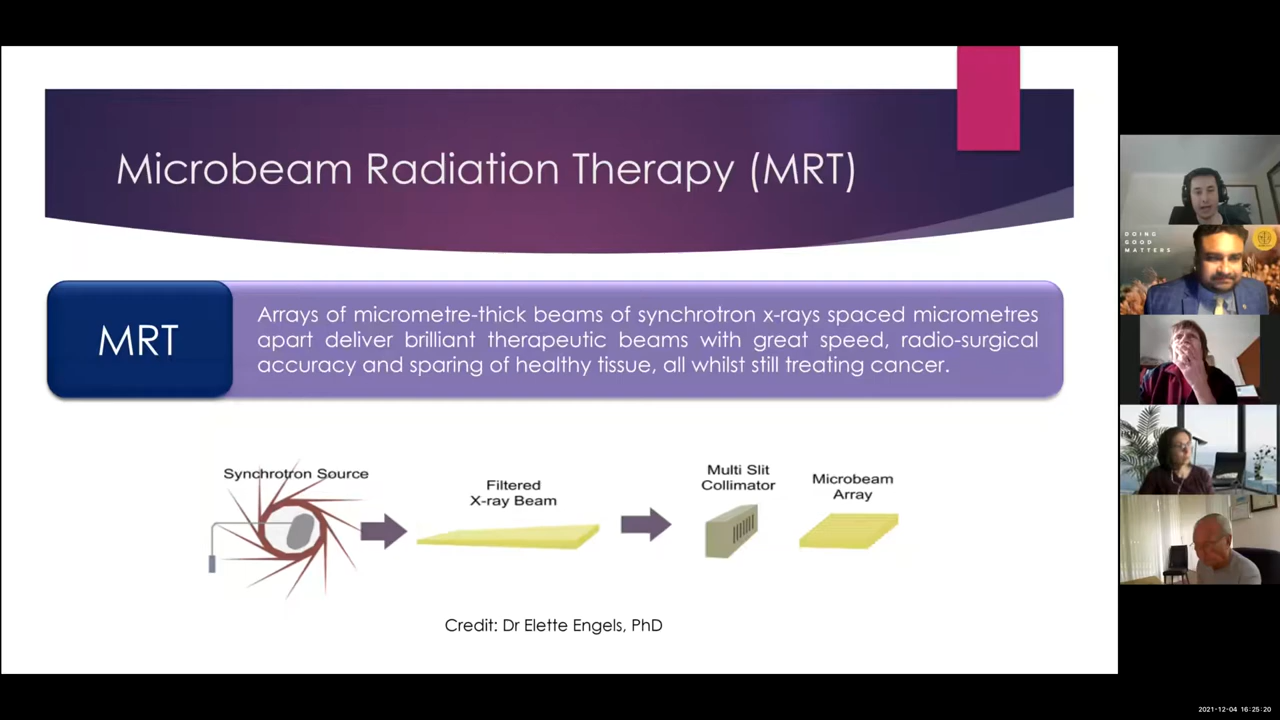 Microbeam Radiation Therapy (MRT)
MRT
Arrays of micrometre-thick beams of synchrotron x-rays spaced micrometres
apart deliver brilliant therapeutic beams with great speed, radio-surgical
accuracy and sparing of healthy tissue, all whilst still treating cancer.
Synchrotron Source
Filtered
X-ray Beam
Multi Slit
Collimator
Microbeam
Array
Credit: Dr Elette Engels, PhD
DOING
GOOD
MATTERS
2021-12-04 16:25:20